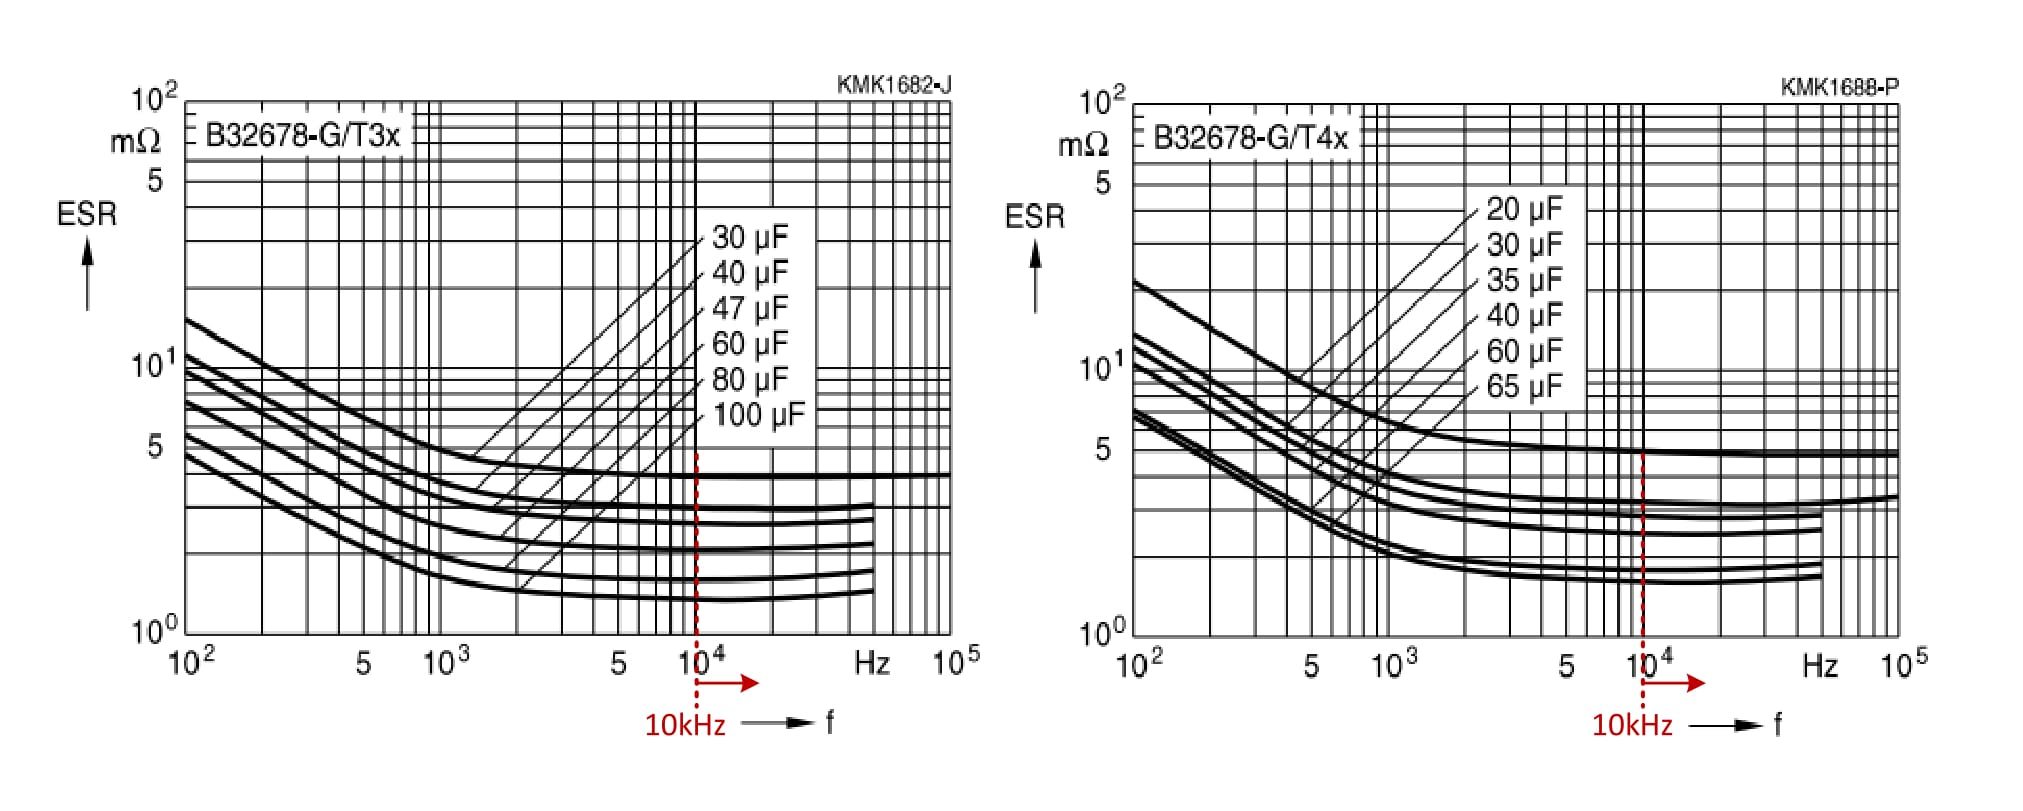 KMK1682-J
10²
mΩ
B32678-G/T3x
5
ESR
30 µF
40 µF
47 µF
60 µF
80 µF
100 µF
10¹
5
10⁰
10² 5 10³ 5 10⁴ Hz 10⁵
10kHz f
KMK1688-P
10²
mΩ
B32678-G/T4x
5
ESR
20 µF
30 µF
35 µF
40 µF
60 µF
65 µF
10¹
5
10⁰
10² 5 10³ 5 10⁴ Hz 10⁵
10kHz f